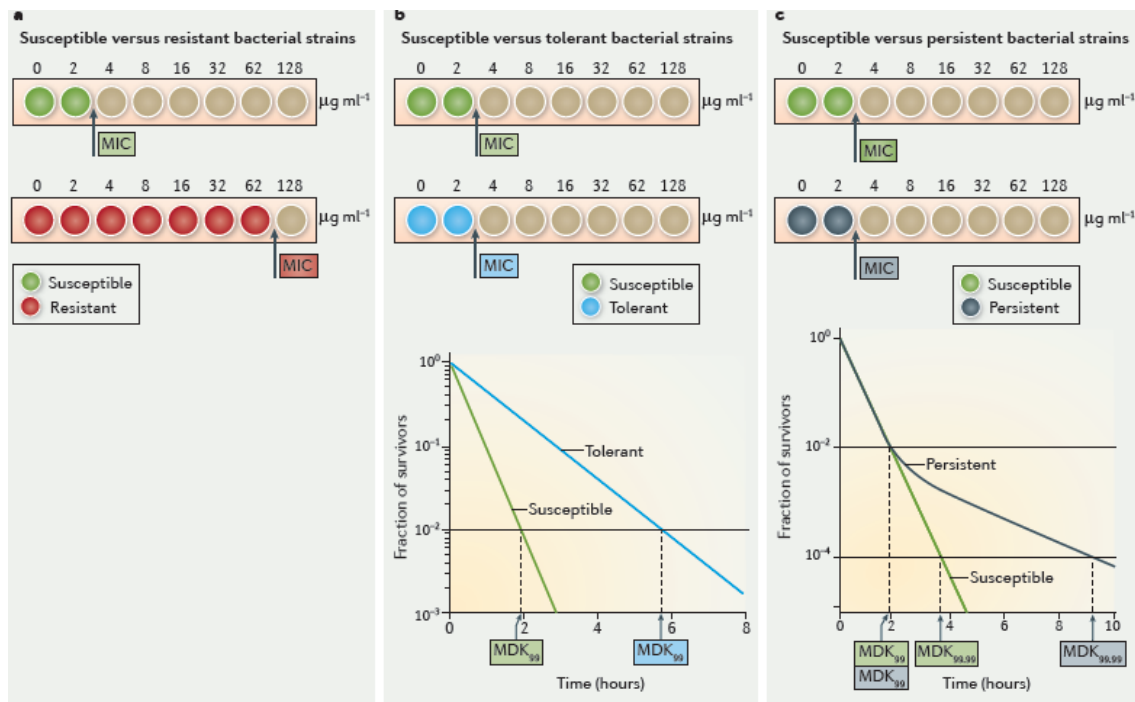 a
Susceptible versus resistant bacterial strains
0 2 4 8 16 32 62 128
μg ml⁻¹
MIC
0 2 4 8 16 32 62 128
μg ml⁻¹
MIC
Susceptible
Resistant
b
Susceptible versus tolerant bacterial strains
0 2 4 8 16 32 62 128
μg ml⁻¹
MIC
0 2 4 8 16 32 62 128
μg ml⁻¹
MIC
Susceptible
Tolerant
Fraction of survivors
10⁰
10⁻¹
10⁻²
10⁻³
Tolerant
Susceptible
0 2 4 6 8
MDK₉₉ MDK₉₉
Time (hours)
c
Susceptible versus persistent bacterial strains
0 2 4 8 16 32 62 128
μg ml⁻¹
MIC
0 2 4 8 16 32 62 128
μg ml⁻¹
MIC
Susceptible
Persistent
Fraction of survivors
10⁰
10⁻²
10⁻⁴
Persistent
Susceptible
0 2 4 6 8 10
MDK₉₉ MDK₉₉.₉₉ MDK₉₉.₉₉
MDK₉₉
Time (hours)